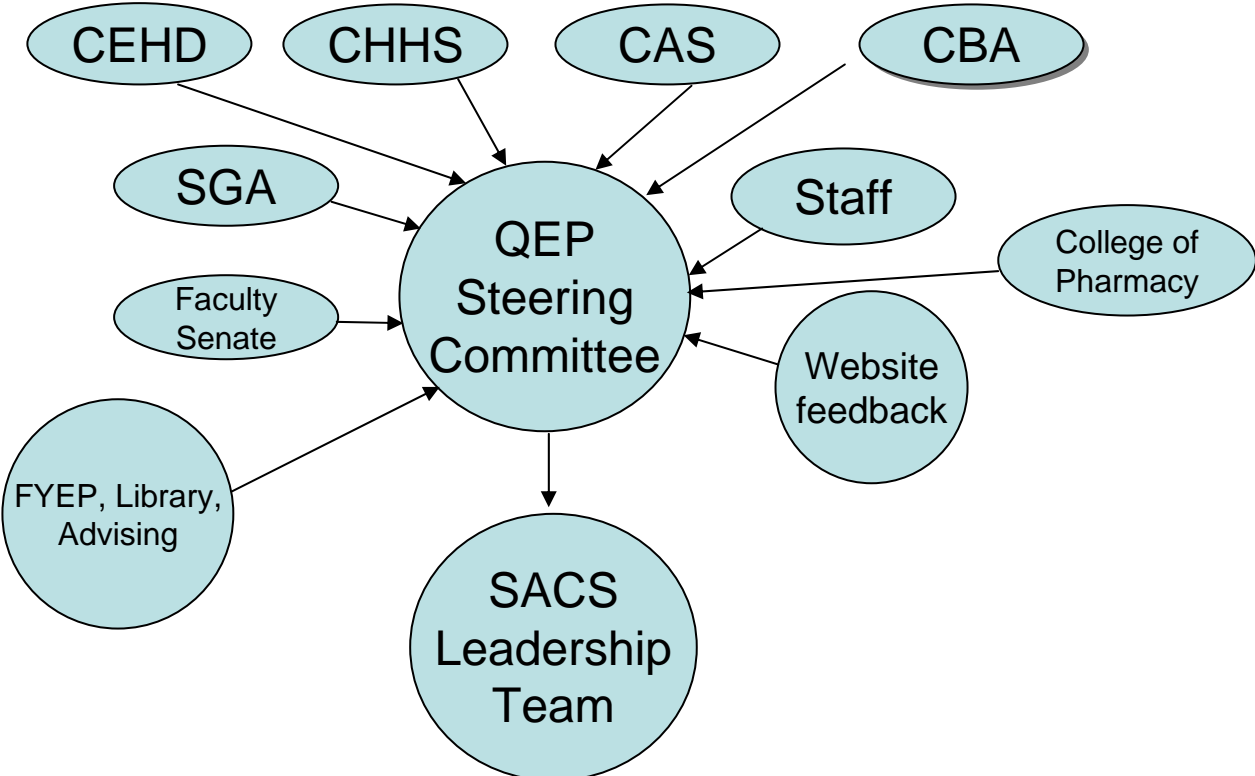 CEHD
CHHS
CAS
CBA
SGA
Staff
QEP
Steering
Committee
College of
Pharmacy
Faculty
Senate
Website
feedback
FYEP, Library,
Advising
SACS
Leadership
Team